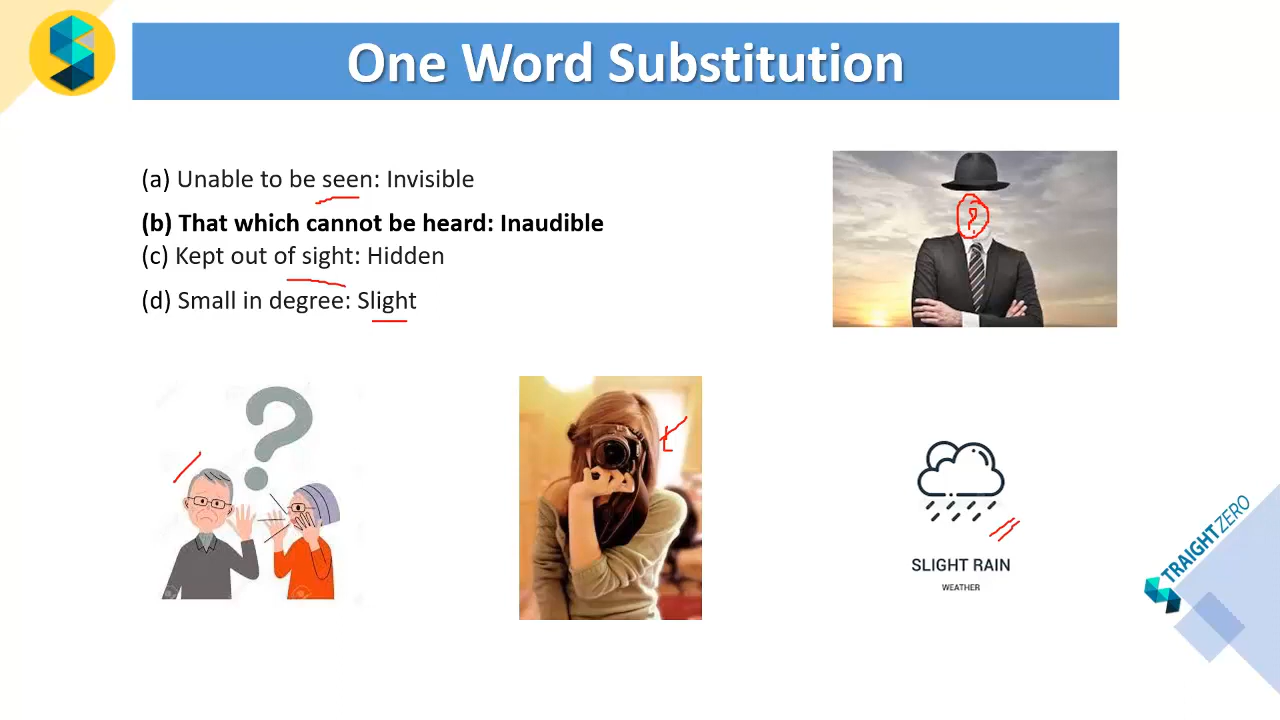 One Word Substitution
(a) Unable to be seen: Invisible
(b) That which cannot be heard: Inaudible
(c) Kept out of sight: Hidden
(d) Small in degree: Slight
?
?
SLIGHT RAIN
WEATHER
TRAIGHTZERO